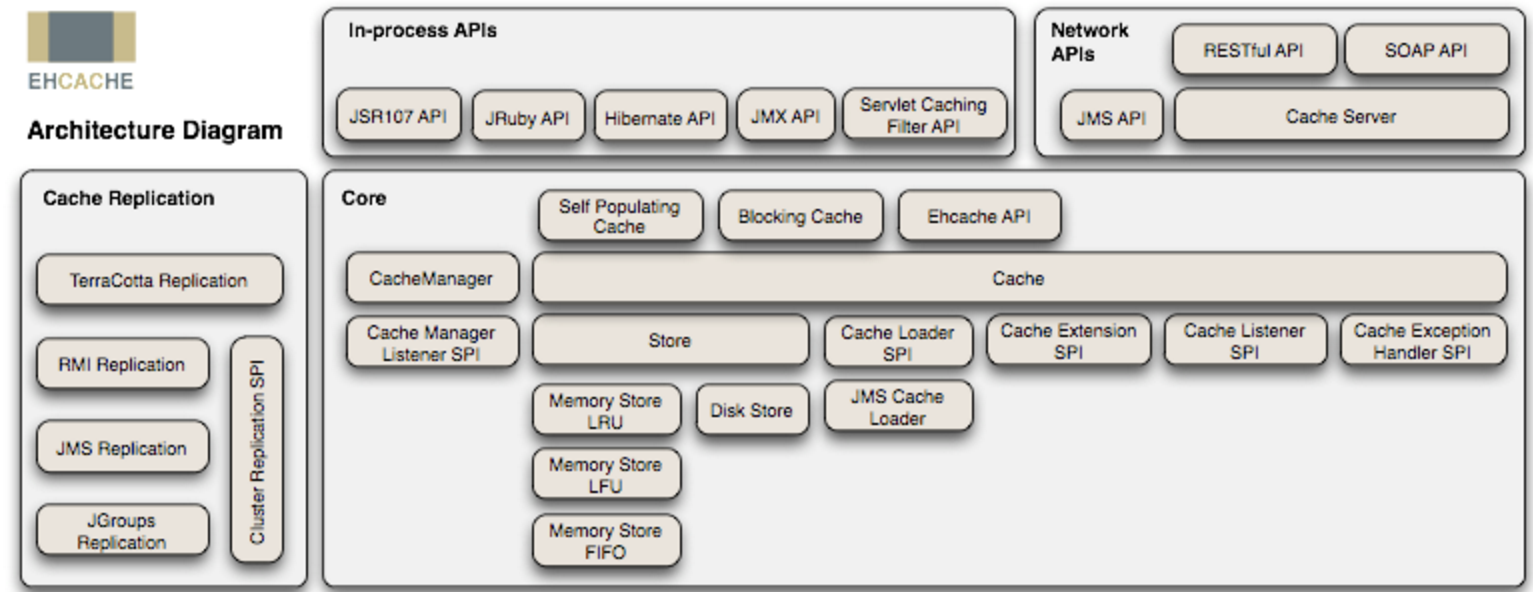 EHCACHE
Architecture Diagram
In-process APIs
JSR107 API
JRuby API
Hibernate API
JMX API
Servlet Caching
Filter API
Network
APIs
RESTful API
SOAP API
JMS API
Cache Server
Cache Replication
TerraCotta Replication
RMI Replication
JMS Replication
JGroups
Replication
Cluster Replication SPI
Core
Self Populating
Cache
Blocking Cache
Ehcache API
CacheManager
Cache
Cache Manager
Listener SPI
Store
Cache Loader
SPI
Cache Extension
SPI
Cache Listener
SPI
Cache Exception
Handler SPI
Memory Store
LRU
Disk Store
JMS Cache
Loader
Memory Store
LFU
Memory Store
FIFO